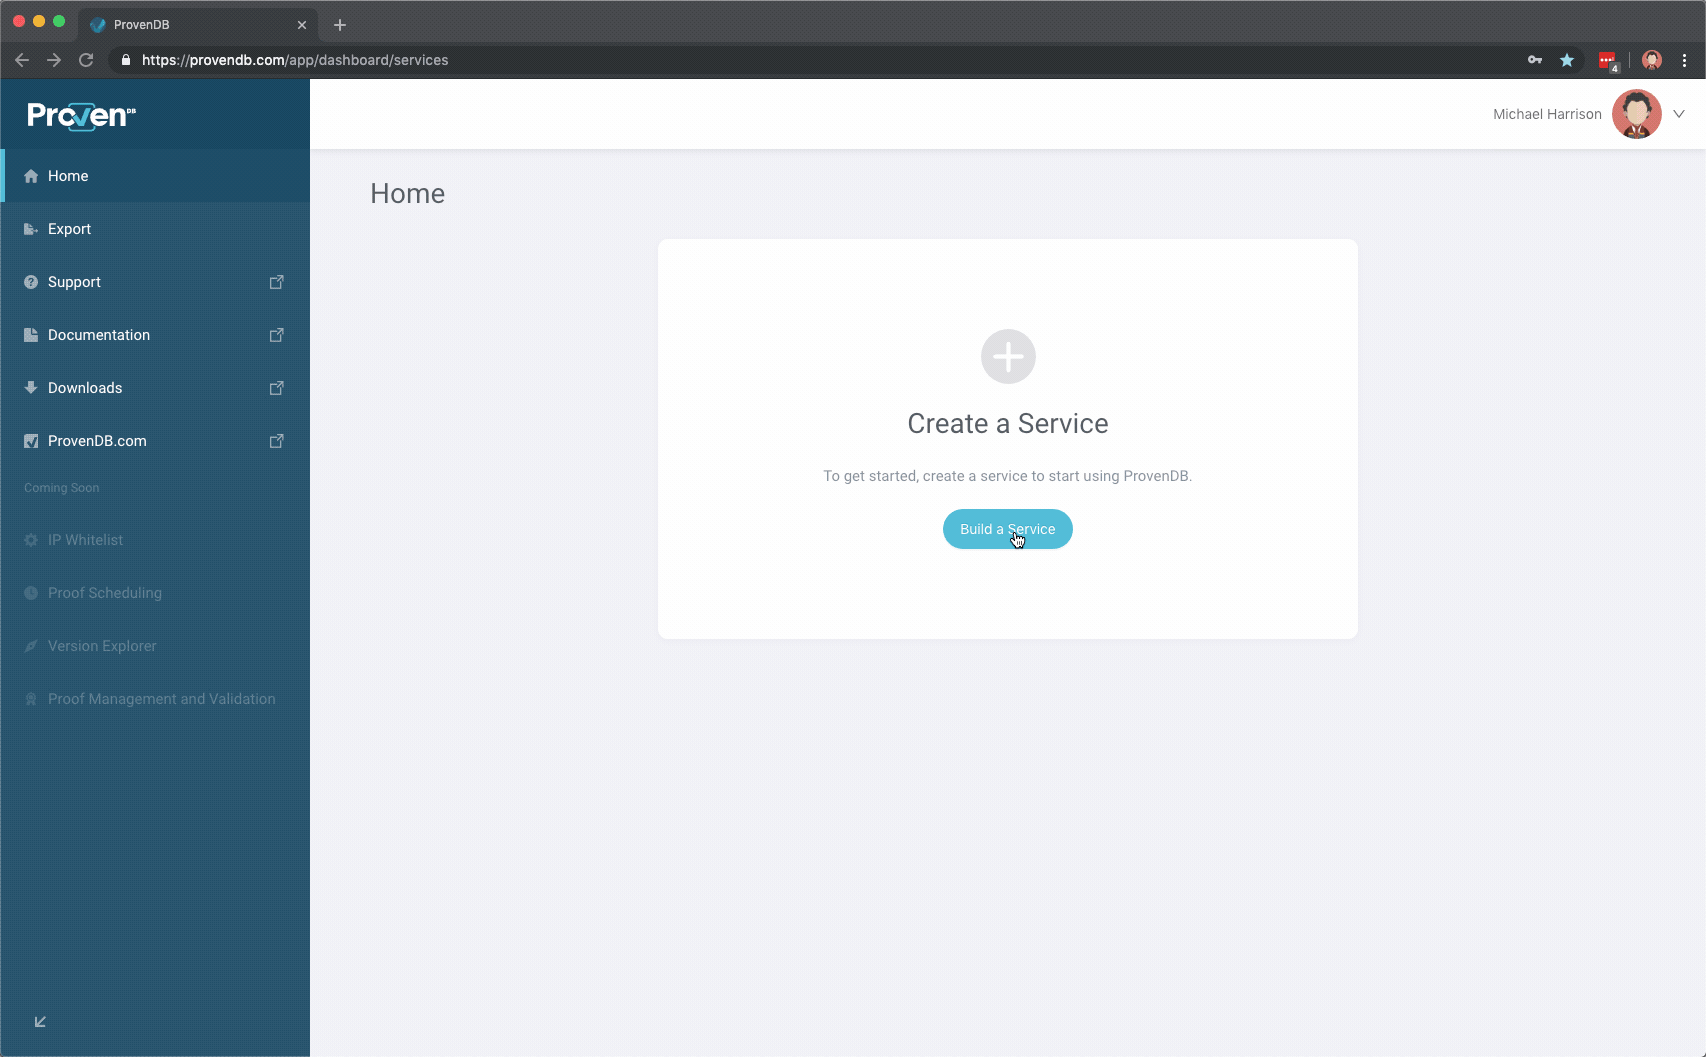 ProvenDB
https://provendb.com/app/dashboard/services
4
ProvenDB
Michael Harrison
Home
Export
Support
Documentation
Downloads
ProvenDB.com
Coming Soon
IP Whitelist
Proof Scheduling
Version Explorer
Proof Management and Validation
Home
Create a Service
To get started, create a service to start using ProvenDB.
Build a Service